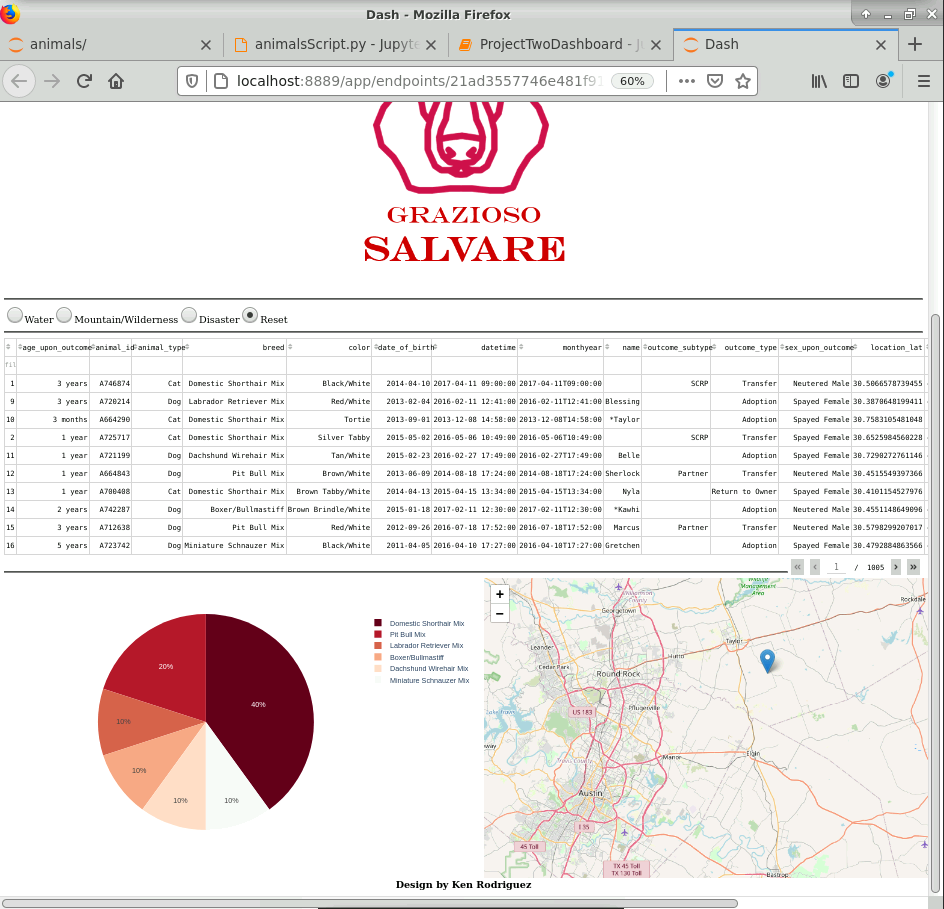 Dash - Mozilla Firefox
animals/
animalsScript.py - Jupyte
ProjectTwoDashboard - J
Dash
localhost:8889/app/endpoints/21ad3557746e481f91
60%
GRAZIOSO
SALVARE
Water Mountain/Wilderness Disaster Reset
age_upon_outcome animal_id animal_type breed color date_of_birth datetime monthyear name outcome_subtype outcome_type sex_upon_outcome location_lat
fil
1 3 years A746874 Cat Domestic Shorthair Mix Black/White 2014-04-10 2017-04-11 09:00:00 2017-04-11T09:00:00 SCRP Transfer Neutered Male 30.5066578739455
9 3 years A720214 Dog Labrador Retriever Mix Red/White 2013-02-04 2016-02-11 12:41:00 2016-02-11T12:41:00 Blessing Adoption Spayed Female 30.3870648199411
10 3 months A664290 Cat Domestic Shorthair Mix Tortie 2013-09-01 2013-12-08 14:58:00 2013-12-08T14:58:00 *Taylor Adoption Spayed Female 30.7583105481048
2 1 year A725717 Cat Domestic Shorthair Mix Silver Tabby 2015-05-02 2016-05-06 10:49:00 2016-05-06T10:49:00 SCRP Transfer Spayed Female 30.6525984560228
11 1 year A721199 Dog Dachshund Wirehair Mix Tan/White 2015-02-23 2016-02-27 17:49:00 2016-02-27T17:49:00 Belle Adoption Spayed Female 30.7290272761146
12 1 year A664843 Dog Pit Bull Mix Brown/White 2013-06-09 2014-08-18 17:24:00 2014-08-18T17:24:00 Sherlock Partner Transfer Neutered Male 30.4515549397366
13 1 year A700408 Cat Domestic Shorthair Mix Brown Tabby/White 2014-04-13 2015-04-15 13:34:00 2015-04-15T13:34:00 Nyla Return to Owner Spayed Female 30.4101154527976
14 2 years A742287 Dog Boxer/Bullmastiff Brown Brindle/White 2015-01-18 2017-02-11 12:30:00 2017-02-11T12:30:00 *Kawhi Adoption Neutered Male 30.4551148649096
15 3 years A712638 Dog Pit Bull Mix Red/White 2012-09-26 2016-07-18 17:52:00 2016-07-18T17:52:00 Marcus Partner Transfer Neutered Male 30.5798299207017
16 5 years A723742 Dog Miniature Schnauzer Mix Black/White 2011-04-05 2016-04-10 17:27:00 2016-04-10T17:27:00 Gretchen Adoption Spayed Female 30.4792884863566
1 / 1005
Domestic Shorthair Mix
Pit Bull Mix
Labrador Retriever Mix
Boxer/Bullmastiff
Dachshund Wirehair Mix
Miniature Schnauzer Mix
40%
20%
10%
10%
10%
10%
+
−
Williamson County
Wildlife Management Area
Georgetown
Rockdale
Leander
Taylor
Hutto
Cedar Park
Round Rock
US 183
Pflugerville
Lake Travis
way
Travis County
Manor
Elgin
Austin
I 35
45 Toll
TX 45 Toll
TX 130 Toll
Bastrop
Design by Ken Rodriguez